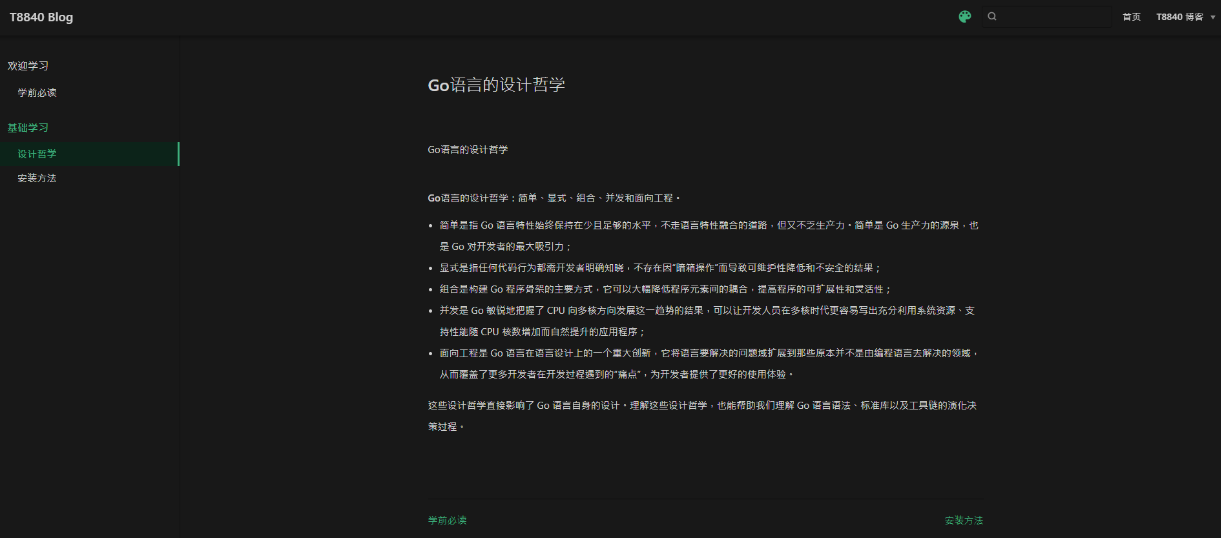 T8840 Blog
首页
T8840 博客
欢迎学习
学前必读
基础学习
设计哲学
安装方法
Go语言的设计哲学
Go语言的设计哲学
Go语言的设计哲学：简单、显式、组合、并发和面向工程。
简单是指 Go 语言特性始终保持在少且足够的水平，不走语言特性融合的道路，但又不乏生产力。简单是 Go 生产力的源泉，也
是 Go 对开发者的最大吸引力；
显式是指任何代码行为都需开发者明确知晓，不存在因“暗箱操作”而导致可维护性降低和不安全的结果；
组合是构建 Go 程序骨架的主要方式，它可以大幅降低程序元素间的耦合，提高程序的可扩展性和灵活性；
并发是 Go 敏锐地把握了 CPU 向多核方向发展这一趋势的结果，可以让开发人员在多核时代更容易写出充分利用系统资源、支
持性能随 CPU 核数增加而自然提升的应用程序；
面向工程是 Go 语言在语言设计上的一个重大创新，它将语言要解决的问题域扩展到那些原本并不是由编程语言去解决的领域，
从而覆盖了更多开发者在开发过程遇到的“痛点”，为开发者提供了更好的使用体验。
这些设计哲学直接影响了 Go 语言自身的设计。理解这些设计哲学，也能帮助我们理解 Go 语言语法、标准库以及工具链的演化决
策过程。
学前必读
安装方法